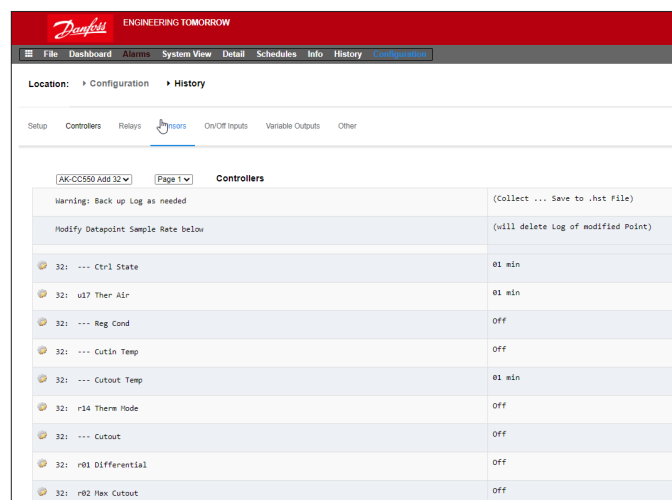 Danfoss ENGINEERING TOMORROW
File Dashboard Alarms System View Detail Schedules Info History Configuration
Location: Configuration History
Setup Controllers Relays Sensors On/Off Inputs Variable Outputs Other
AK-CC550 Add 32 Page 1 Controllers
Warning: Back up Log as needed (Collect ... Save to .hst File)
Modify Datapoint Sample Rate below (will delete Log of modified Point)
32: --- Ctrl State 01 min
32: u17 Ther Air 01 min
32: --- Reg Cond Off
32: --- Cutin Temp Off
32: --- Cutout Temp 01 min
32: r14 Therm Mode Off
32: --- Cutout Off
32: r01 Differential Off
32: r02 Max Cutout Off